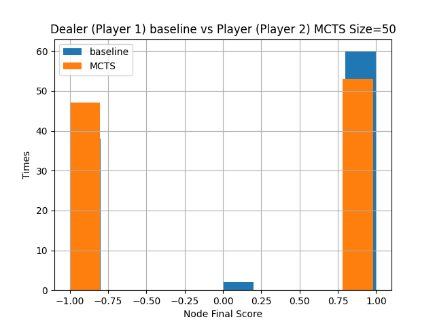 Dealer (Player 1) baseline vs Player (Player 2) MCTS Size=50
baseline
MCTS
60
50
40
30
20
10
0
Times
−1.00 −0.75 −0.50 −0.25 0.00 0.25 0.50 0.75 1.00
Node Final Score